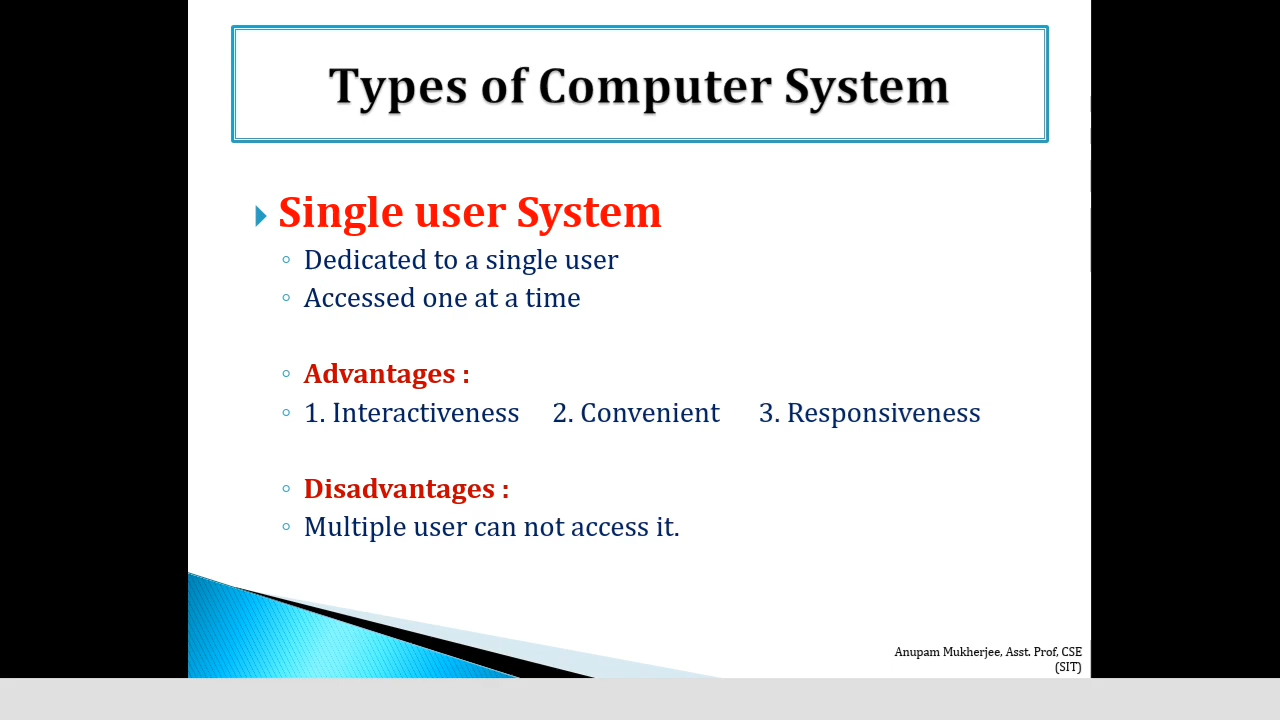 Types of Computer System
Single user System
Dedicated to a single user
Accessed one at a time
Advantages :
1. Interactiveness 2. Convenient 3. Responsiveness
Disadvantages :
Multiple user can not access it.
Anupam Mukherjee, Asst. Prof, CSE
(SIT)